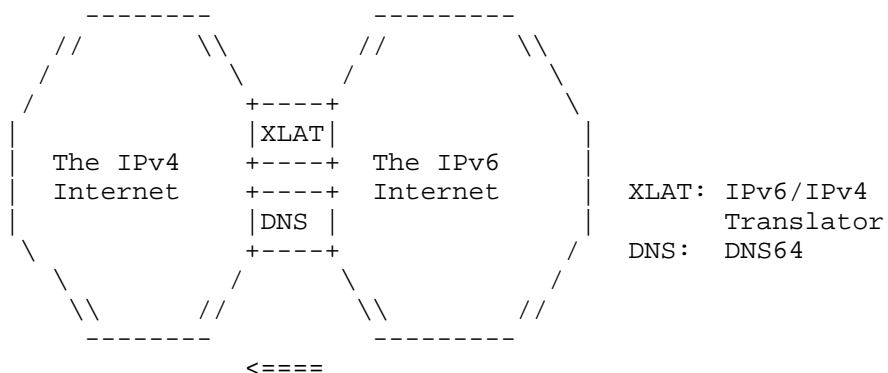 XLAT
The IPv4 The IPv6
Internet Internet XLAT: IPv6/IPv4
DNS Translator
DNS: DNS64
<====